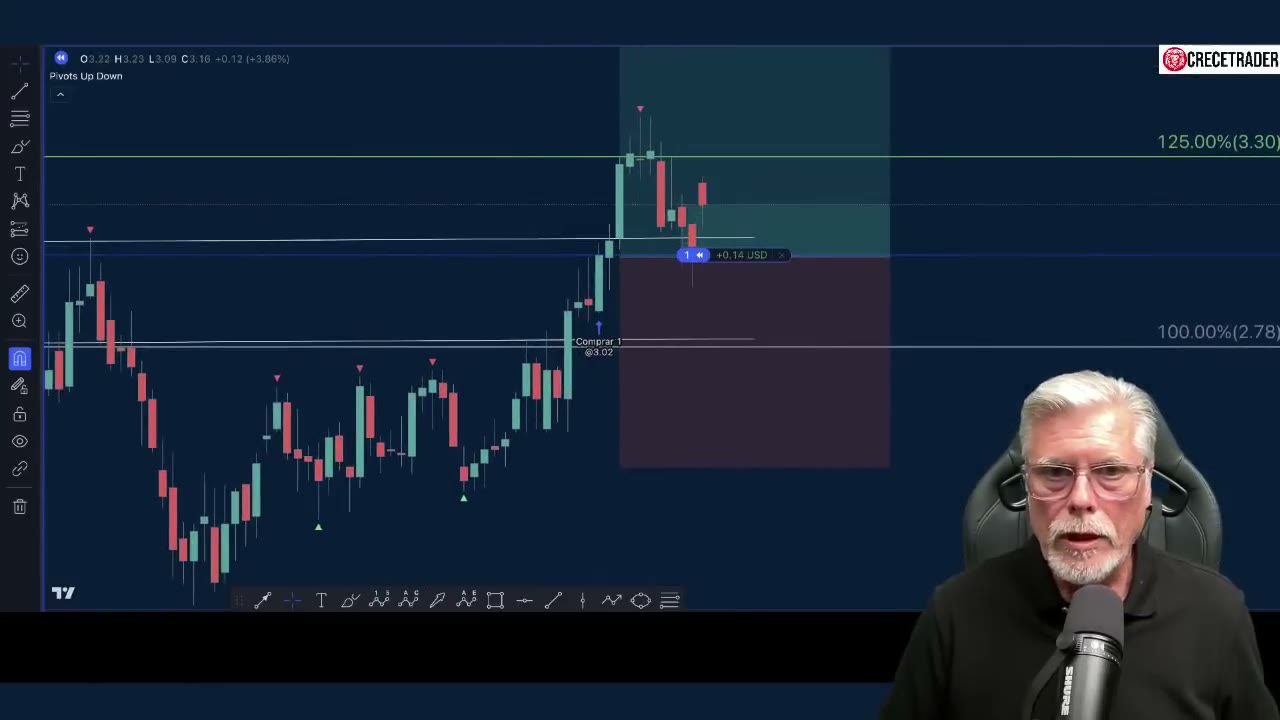 O3.22 H3.23 L3.09 C3.16 +0.12 (+3.86%)
Pivots Up Down
CRECETRADER
125.00%(3.30)
1 +0.14 USD ×
100.00%(2.78)
Comprar 1
@3.02
SHURE